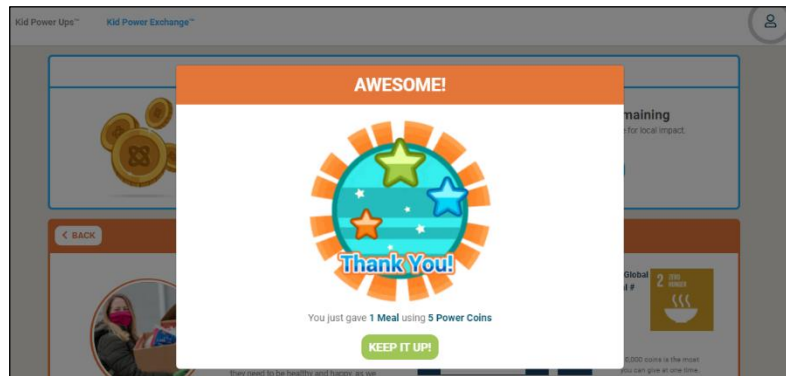 Kid Power Ups™ Kid Power Exchange™
AWESOME!
maining
for local impact
Thank You!
< BACK
Global
l #
2 ZERO
HUNGER
You just gave 1 Meal using 5 Power Coins
KEEP IT UP!
0,000 coins is the most
you can give at one time.
they need to be healthy and happy, as we